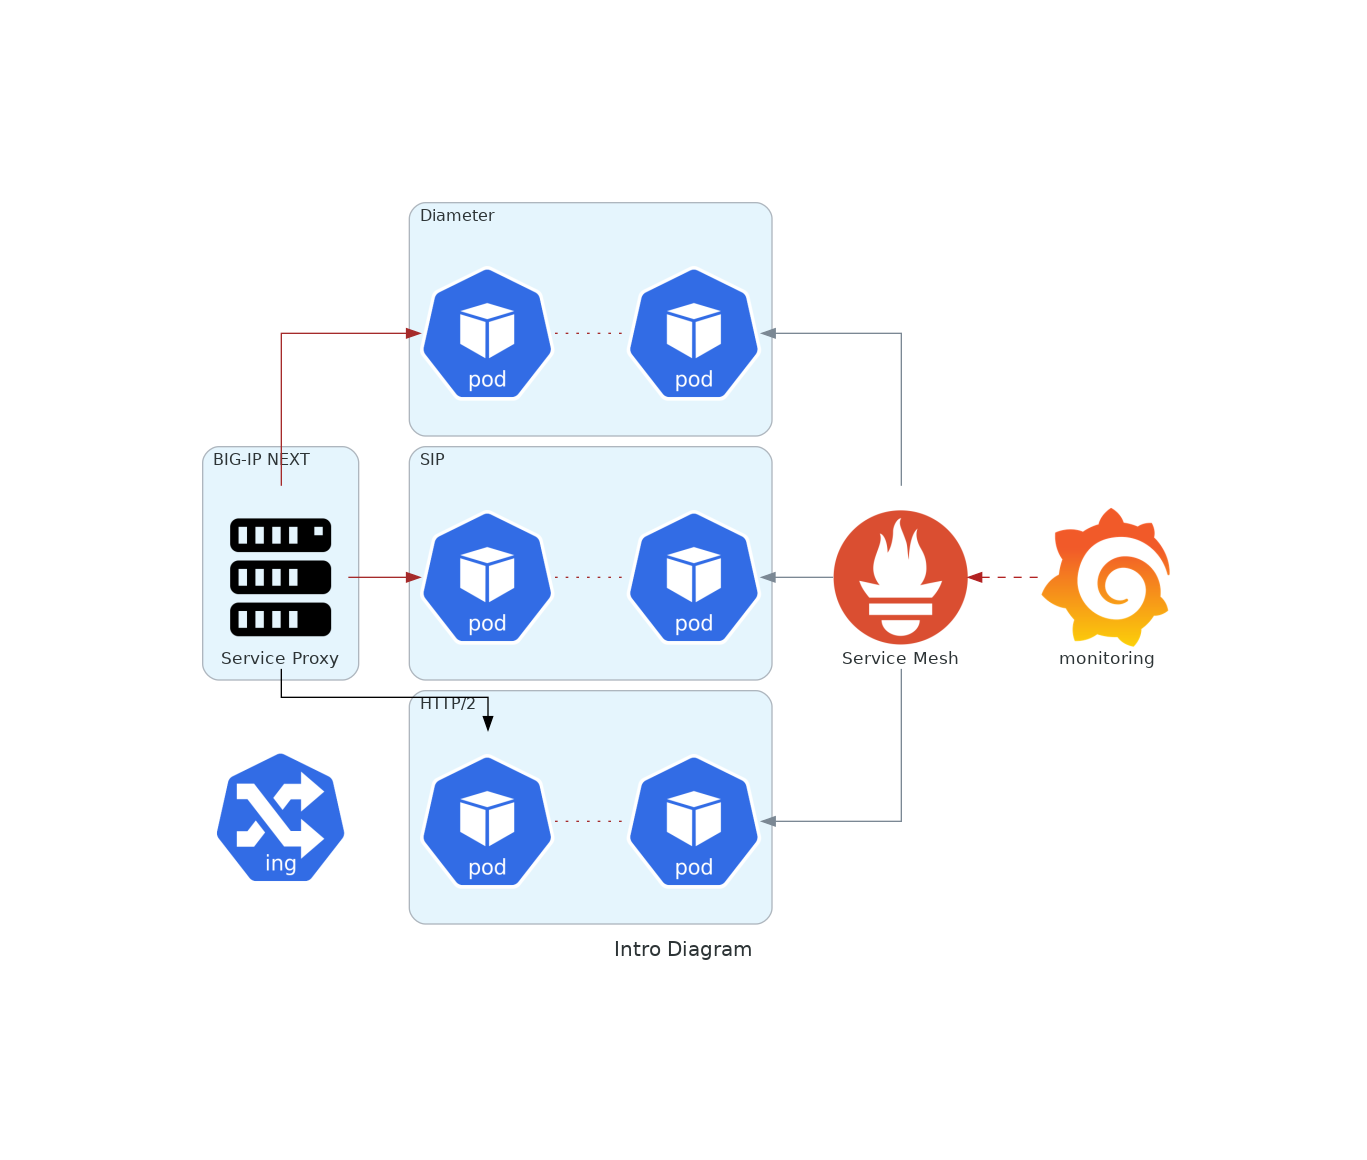 Diameter
pod
pod
BIG-IP NEXT
Service Proxy
SIP
pod
pod
Service Mesh
monitoring
HTTP/2
pod
pod
ing
Intro Diagram